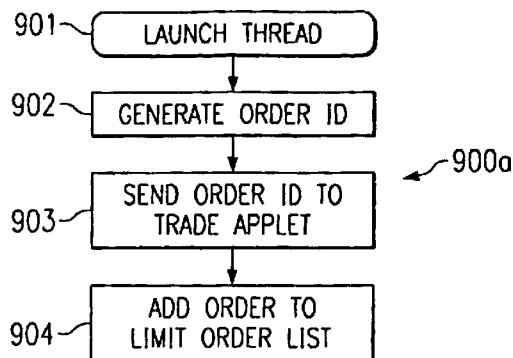 901
LAUNCH THREAD
902
GENERATE ORDER ID
900a
903
SEND ORDER ID TO
TRADE APPLET
904
ADD ORDER TO
LIMIT ORDER LIST